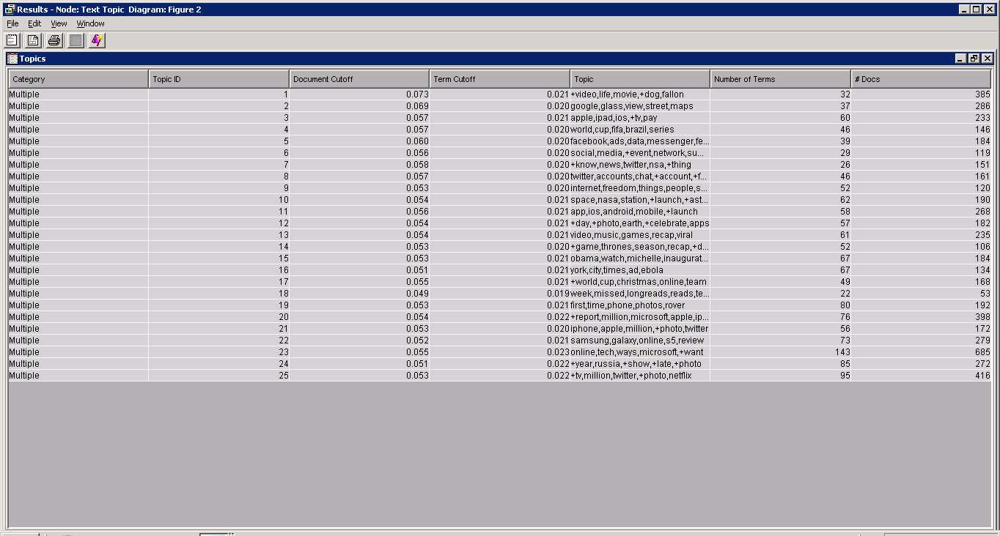 Results - Node: Text Topic Diagram: Figure 2
File Edit View Window
Topics
Category Topic ID Document Cutoff Term Cutoff Topic Number of Terms # Docs
Multiple 1 0.073 0.021 +video,life,movie,+dog,fallon 32 385
Multiple 2 0.069 0.020 google,glass,view,street,maps 37 286
Multiple 3 0.057 0.021 apple,ipad,ios,+tv,pay 60 233
Multiple 4 0.057 0.020 world,cup,fifa,brazil,series 46 146
Multiple 5 0.060 0.020 facebook,ads,data,messenger,fe... 39 184
Multiple 6 0.056 0.020 social,media,+event,network,su... 29 119
Multiple 7 0.058 0.020 +know,news,twitter,nsa,+thing 26 151
Multiple 8 0.057 0.020 twitter,accounts,chat,+account,+f... 46 161
Multiple 9 0.053 0.020 internet,freedom,things,people,s... 52 120
Multiple 10 0.054 0.021 space,nasa,station,+launch,+ast... 62 190
Multiple 11 0.056 0.021 app,ios,android,mobile,+launch 58 268
Multiple 12 0.054 0.021 +day,+photo,earth,+celebrate,apps 57 182
Multiple 13 0.054 0.021 video,music,games,recap,viral 61 235
Multiple 14 0.053 0.020 +game,thrones,season,recap,+d... 52 106
Multiple 15 0.053 0.021 obama,watch,michelle,inaugurat... 67 184
Multiple 16 0.051 0.021 york,city,times,ad,ebola 67 134
Multiple 17 0.055 0.021 +world,cup,christmas,online,team 49 168
Multiple 18 0.049 0.019 week,missed,longreads,reads,te... 22 53
Multiple 19 0.053 0.021 first,time,phone,photos,rover 80 192
Multiple 20 0.054 0.022 +report,million,microsoft,apple,ip... 76 398
Multiple 21 0.053 0.020 iphone,apple,million,+photo,twitter 56 172
Multiple 22 0.052 0.021 samsung,galaxy,online,s5,review 73 279
Multiple 23 0.055 0.023 online,tech,ways,microsoft,+want 143 685
Multiple 24 0.051 0.022 +year,russia,+show,+late,+photo 85 272
Multiple 25 0.053 0.022 +tv,million,twitter,+photo,netflix 95 416